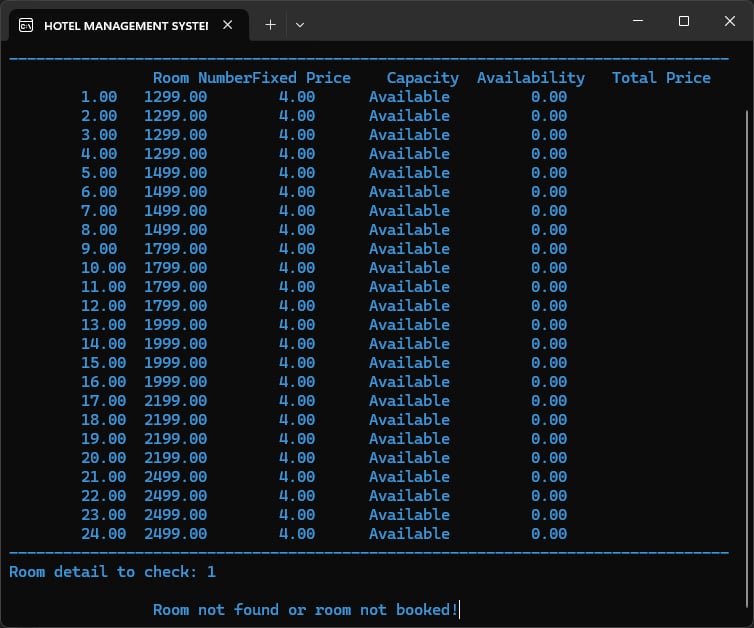 HOTEL MANAGEMENT SYSTEM
Room NumberFixed Price Capacity Availability Total Price
1.00 1299.00 4.00 Available 0.00
2.00 1299.00 4.00 Available 0.00
3.00 1299.00 4.00 Available 0.00
4.00 1299.00 4.00 Available 0.00
5.00 1499.00 4.00 Available 0.00
6.00 1499.00 4.00 Available 0.00
7.00 1499.00 4.00 Available 0.00
8.00 1499.00 4.00 Available 0.00
9.00 1799.00 4.00 Available 0.00
10.00 1799.00 4.00 Available 0.00
11.00 1799.00 4.00 Available 0.00
12.00 1799.00 4.00 Available 0.00
13.00 1999.00 4.00 Available 0.00
14.00 1999.00 4.00 Available 0.00
15.00 1999.00 4.00 Available 0.00
16.00 1999.00 4.00 Available 0.00
17.00 2199.00 4.00 Available 0.00
18.00 2199.00 4.00 Available 0.00
19.00 2199.00 4.00 Available 0.00
20.00 2199.00 4.00 Available 0.00
21.00 2499.00 4.00 Available 0.00
22.00 2499.00 4.00 Available 0.00
23.00 2499.00 4.00 Available 0.00
24.00 2499.00 4.00 Available 0.00
Room detail to check: 1
Room not found or room not booked!